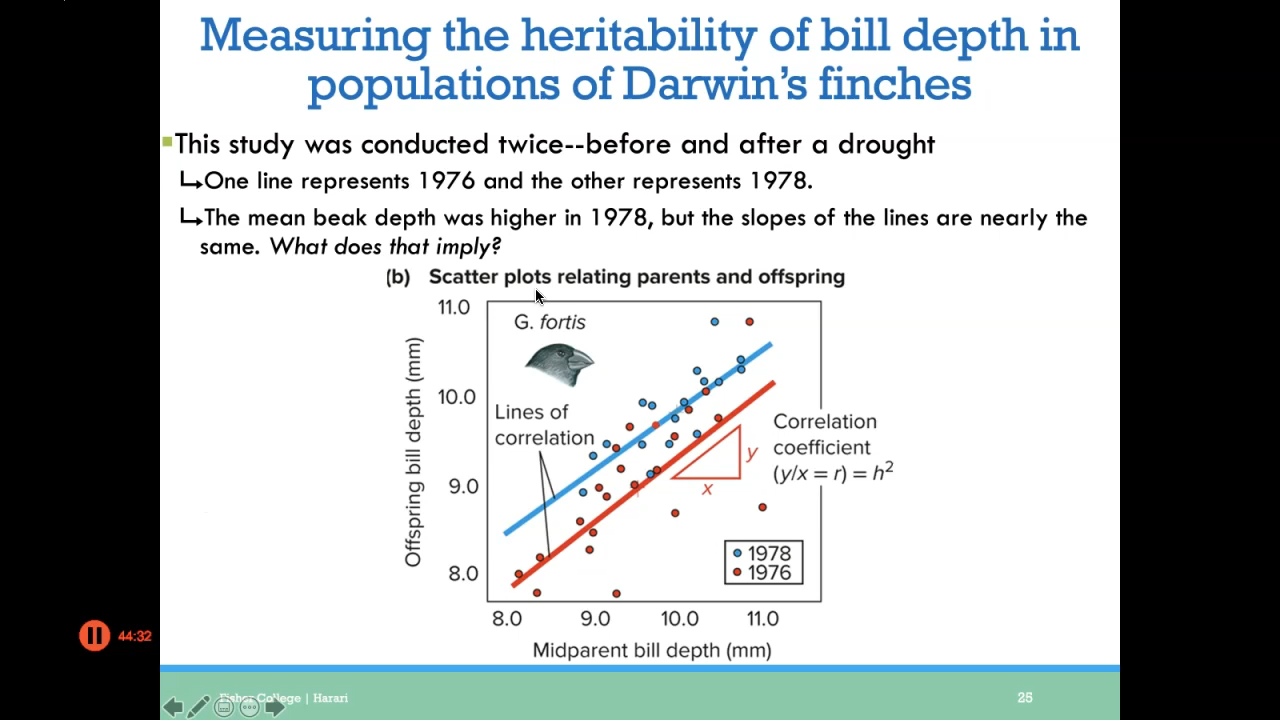 Measuring the heritability of bill depth in
populations of Darwin's finches
This study was conducted twice--before and after a drought
One line represents 1976 and the other represents 1978.
The mean beak depth was higher in 1978, but the slopes of the lines are nearly the
same. What does that imply?
(b) Scatter plots relating parents and offspring
11.0
10.0
9.0
8.0
Offspring bill depth (mm)
G. fortis
Lines of
correlation
Correlation
coefficient
(y/x = r) = h²
y
x
1978
1976
8.0 9.0 10.0 11.0
Midparent bill depth (mm)
44:32
Fisher College | Harari
25